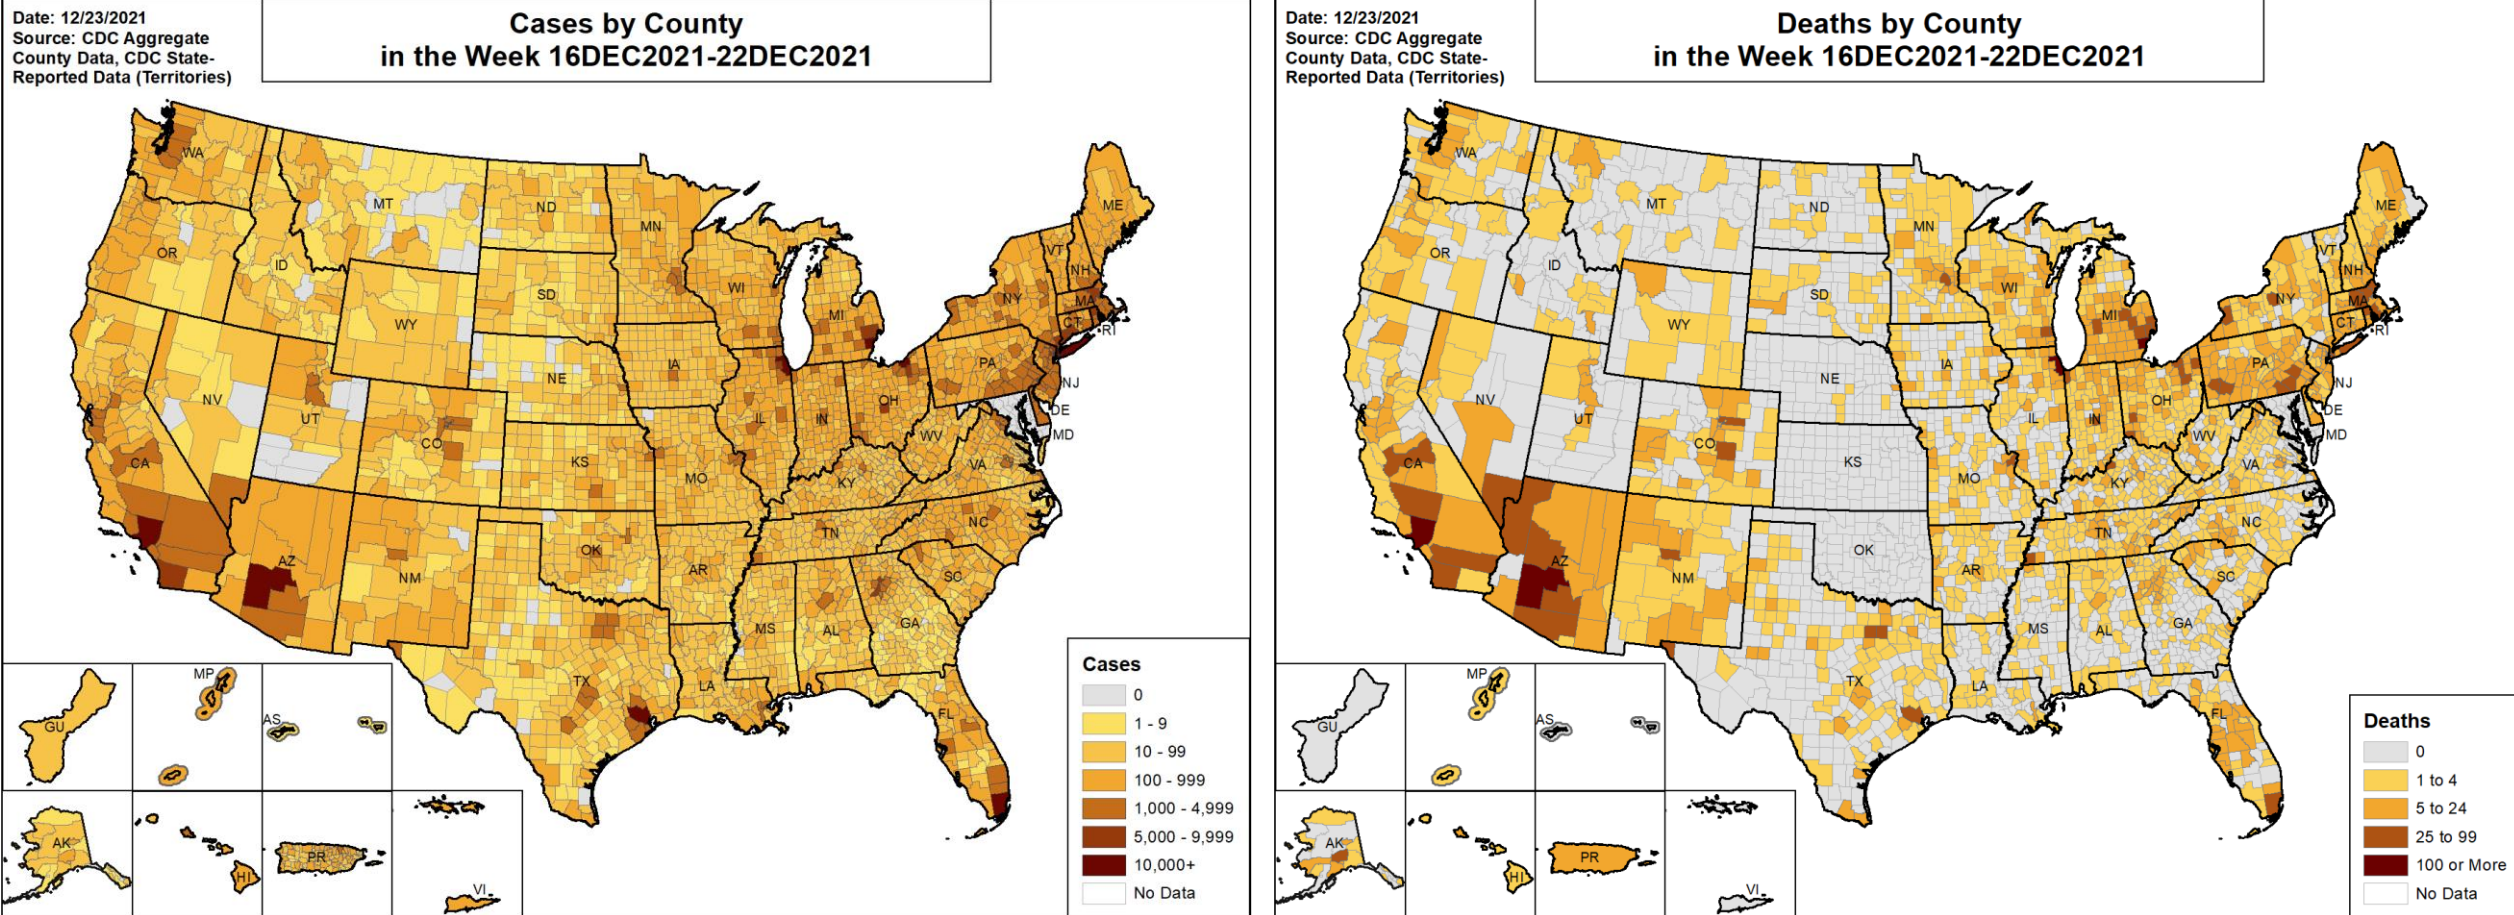 Date: 12/23/2021
Source: CDC Aggregate
County Data, CDC State-
Reported Data (Territories)
Cases by County
in the Week 16DEC2021-22DEC2021
WA
OR
CA
NV
ID
MT
WY
UT
CO
AZ
NM
ND
SD
NE
KS
OK
TX
MN
IA
MO
AR
LA
WI
IL
MI
IN
OH
KY
TN
MS
AL
GA
FL
SC
NC
VA
WV
PA
NY
VT
NH
ME
MA
CT
RI
NJ
DE
MD
GU
MP
AS
AK
HI
PR
VI
Cases
0
1 - 9
10 - 99
100 - 999
1,000 - 4,999
5,000 - 9,999
10,000+
No Data
Date: 12/23/2021
Source: CDC Aggregate
County Data, CDC State-
Reported Data (Territories)
Deaths by County
in the Week 16DEC2021-22DEC2021
WA
OR
CA
NV
ID
MT
WY
UT
CO
AZ
NM
ND
SD
NE
KS
OK
TX
MN
IA
MO
AR
LA
WI
IL
MI
IN
OH
KY
TN
MS
AL
GA
FL
SC
NC
VA
WV
PA
NY
VT
NH
ME
MA
CT
RI
NJ
DE
MD
GU
MP
AS
AK
HI
PR
VI
Deaths
0
1 to 4
5 to 24
25 to 99
100 or More
No Data